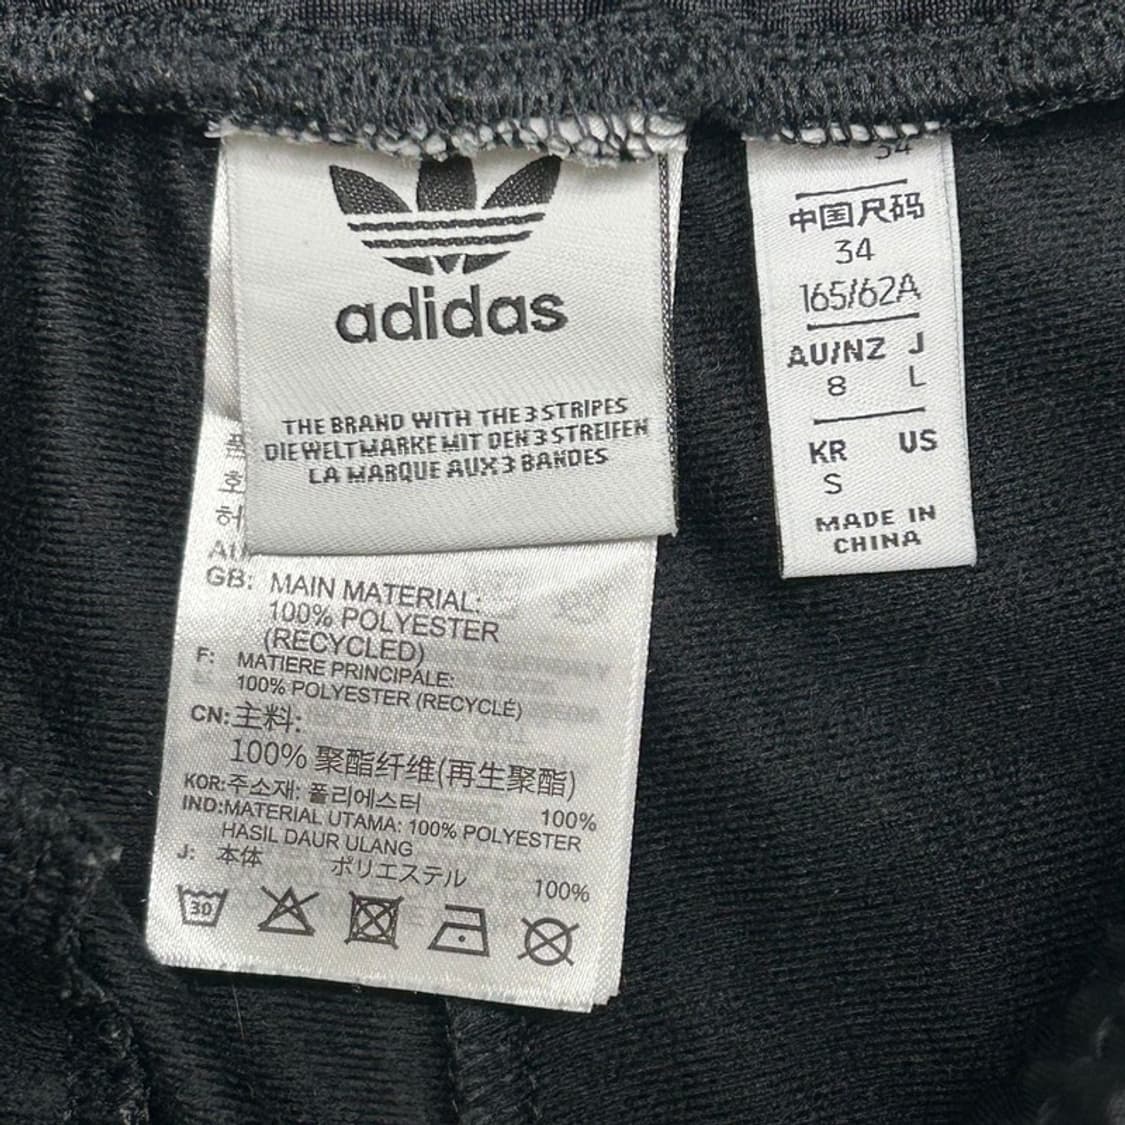 adidas
THE BRAND WITH THE 3 STRIPES
DIE WELTMARKE MIT DEN 3 STREIFEN
LA MARQUE AUX 3 BANDES
GB: MAIN MATERIAL:
100% POLYESTER
(RECYCLED)
F: MATIERE PRINCIPALE:
100% POLYESTER (RECYCLÉ)
CN: 主料:
100% 聚酯纤维(再生聚酯)
KOR: 주소재: 폴리에스터 100%
IND: MATERIAL UTAMA: 100% POLYESTER
HASIL DAUR ULANG
J: 本体 ポリエステル 100%
30
34
中国尺码
34
165/62A
AU/NZ J
8 L
KR US
S
MADE IN
CHINA